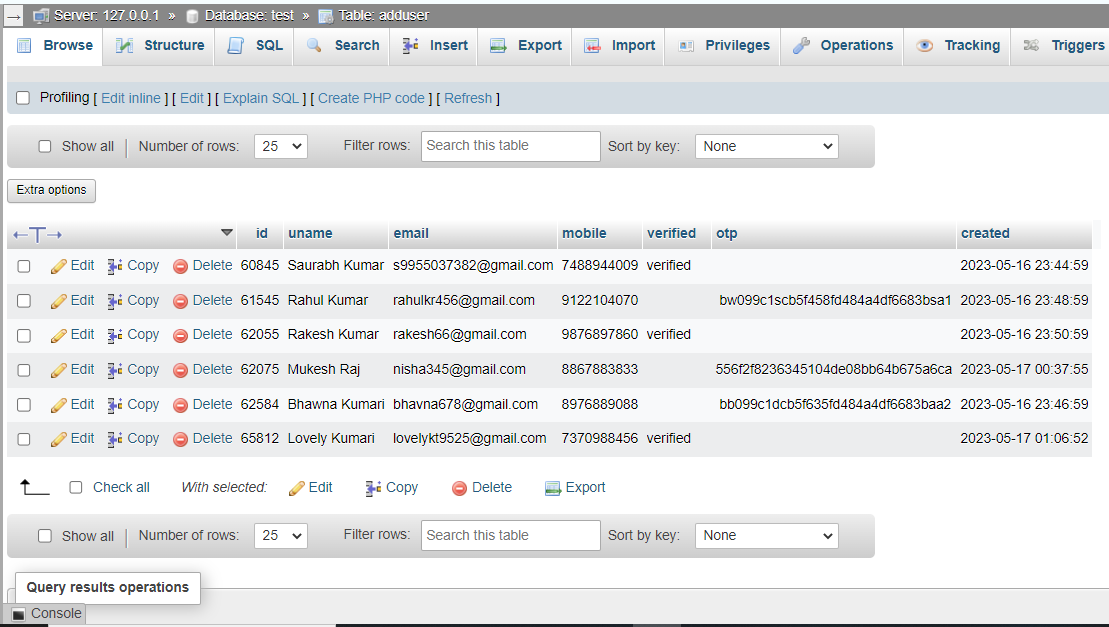 Server: 127.0.0.1 » Database: test » Table: adduser
Browse Structure SQL Search Insert Export Import Privileges Operations Tracking Triggers
Profiling [ Edit inline ] [ Edit ] [ Explain SQL ] [ Create PHP code ] [ Refresh ]
Show all Number of rows: 25 Filter rows: Search this table Sort by key: None
Extra options
←T→ id uname email mobile verified otp created
Edit Copy Delete 60845 Saurabh Kumar s9955037382@gmail.com 7488944009 verified 2023-05-16 23:44:59
Edit Copy Delete 61545 Rahul Kumar rahulkr456@gmail.com 9122104070 bw099c1scb5f458fd484a4df6683bsa1 2023-05-16 23:48:59
Edit Copy Delete 62055 Rakesh Kumar rakesh66@gmail.com 9876897860 verified 2023-05-16 23:50:59
Edit Copy Delete 62075 Mukesh Raj nisha345@gmail.com 8867883833 556f2f8236345104de08bb64b675a6ca 2023-05-17 00:37:55
Edit Copy Delete 62584 Bhawna Kumari bhavna678@gmail.com 8976889088 bb099c1dcb5f635fd484a4df6683baa2 2023-05-16 23:46:59
Edit Copy Delete 65812 Lovely Kumari lovelykt9525@gmail.com 7370988456 verified 2023-05-17 01:06:52
Check all With selected: Edit Copy Delete Export
Show all Number of rows: 25 Filter rows: Search this table Sort by key: None
Query results operations
Console